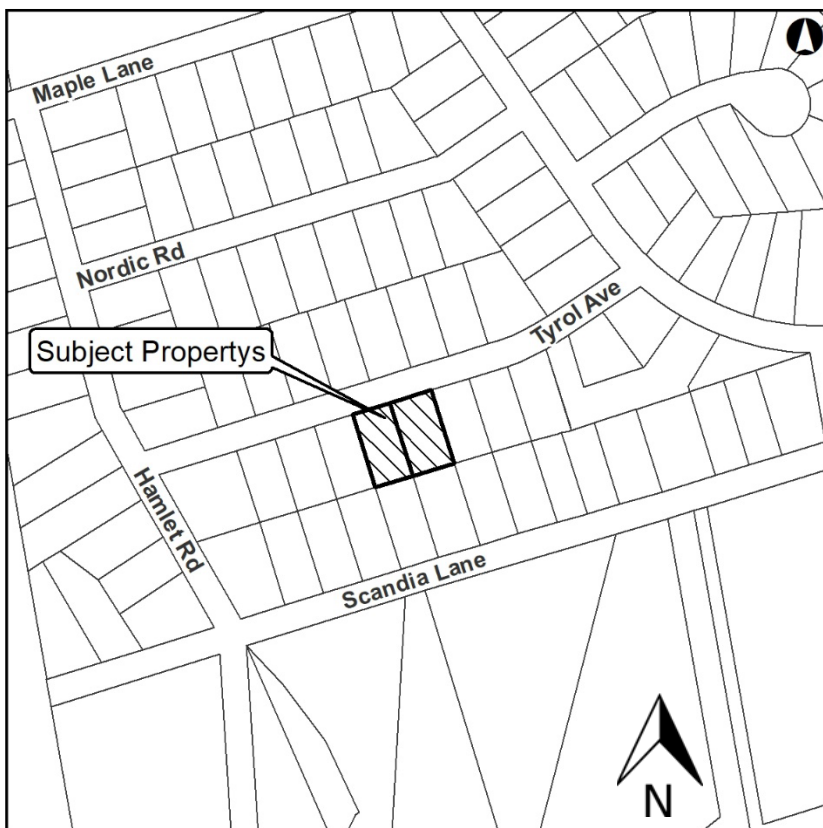 Maple Lane
Nordic Rd
Tyrol Ave
Subject Propertys
Hamlet Rd
Scandia Lane
N